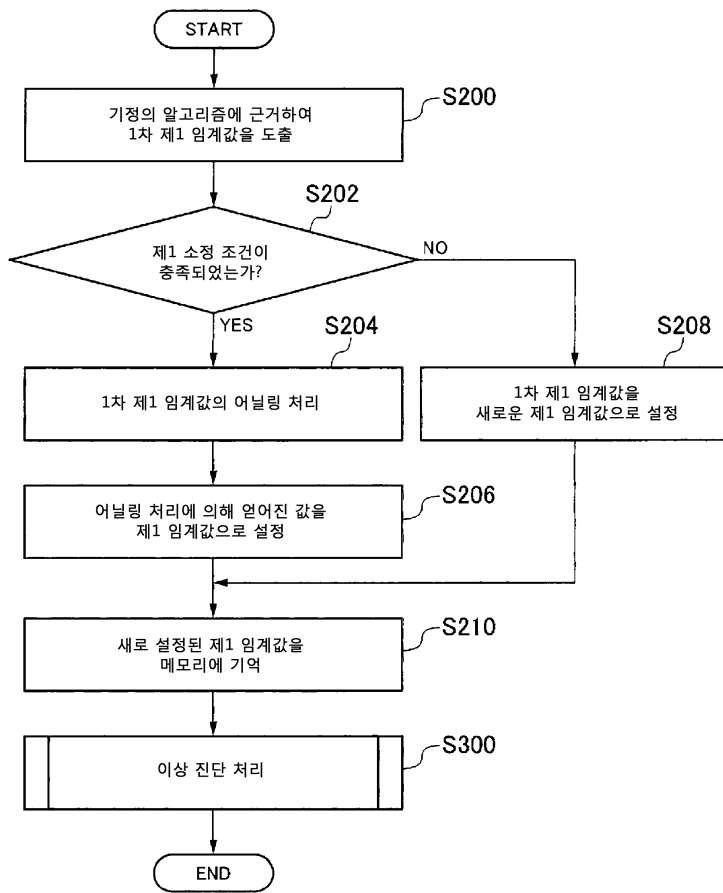 START
기정의 알고리즘에 근거하여
1차 제1 임계값을 도출
S200
S202
제1 소정 조건이
충족되었는가?
NO
YES
S204
1차 제1 임계값의 어닐링 처리
S208
1차 제1 임계값을
새로운 제1 임계값으로 설정
S206
어닐링 처리에 의해 얻어진 값을
제1 임계값으로 설정
S210
새로 설정된 제1 임계값을
메모리에 기억
S300
이상 진단 처리
END